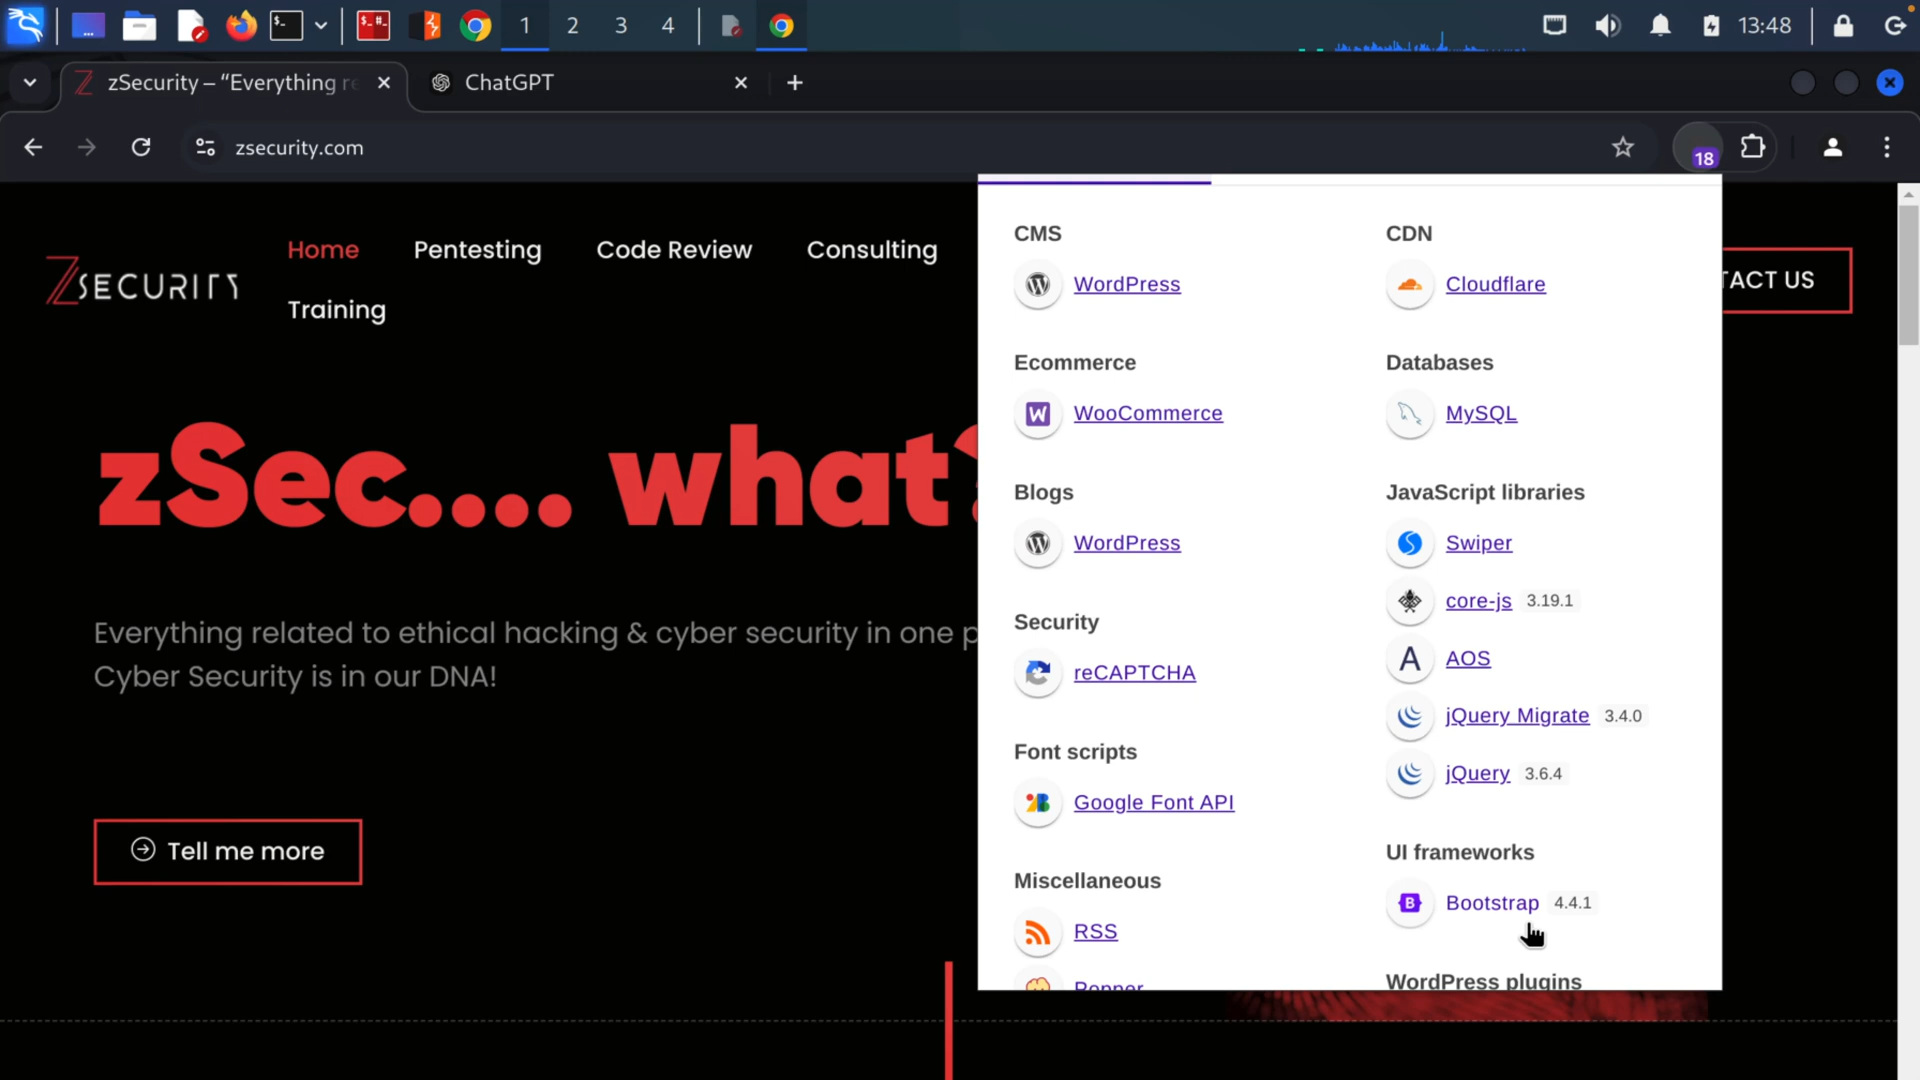 1
2
3
4
13:48
zSecurity – “Everything re
ChatGPT
zsecurity.com
18
ZSECURITY
Home
Pentesting
Code Review
Consulting
Training
TACT US
zSec.... what?
Everything related to ethical hacking & cyber security in one p
Cyber Security is in our DNA!
Tell me more
CMS
WordPress
Ecommerce
WooCommerce
Blogs
WordPress
Security
reCAPTCHA
Font scripts
Google Font API
Miscellaneous
RSS
Popper
CDN
Cloudflare
Databases
MySQL
JavaScript libraries
Swiper
core-js 3.19.1
AOS
jQuery Migrate 3.4.0
jQuery 3.6.4
UI frameworks
Bootstrap 4.4.1
WordPress plugins